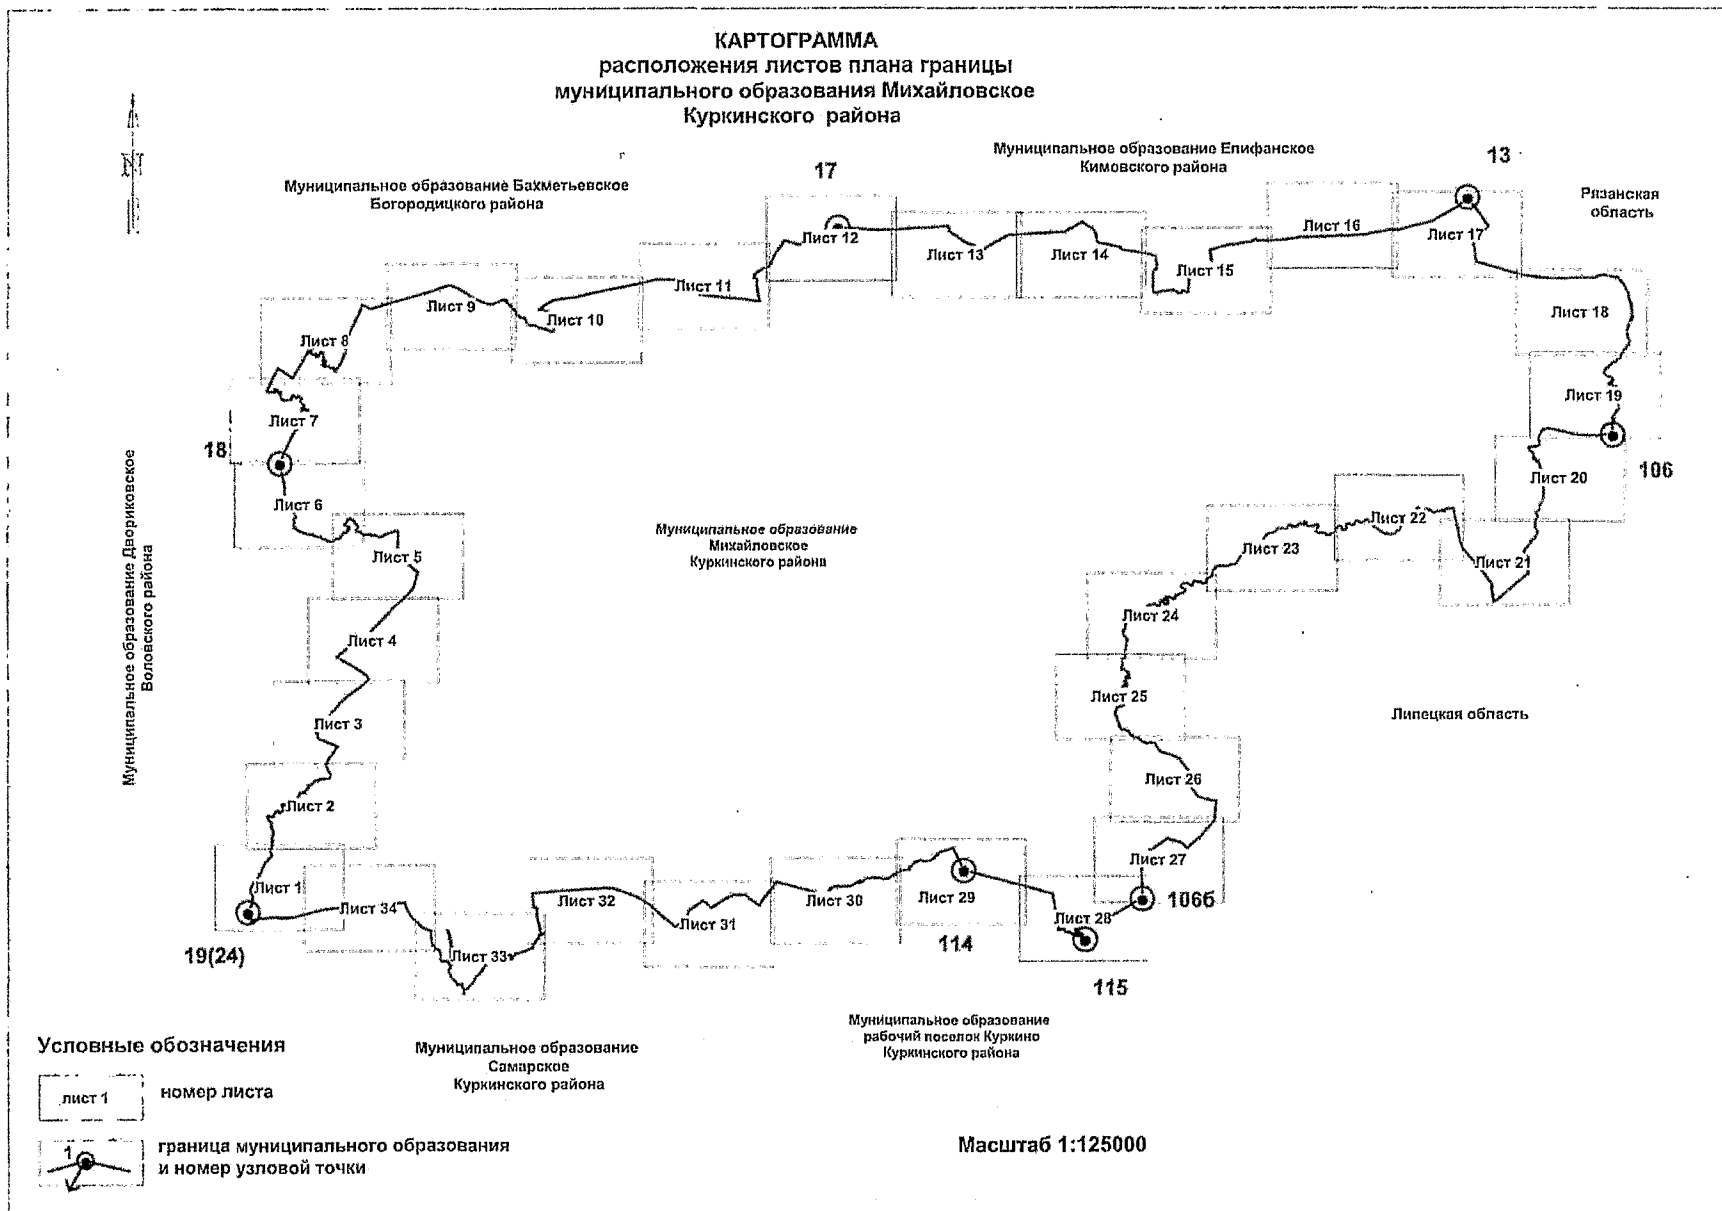 КАРТОГРАММА
расположения листов плана границы
муниципального образования Михайловское
Куркинского района
N
Муниципальное образование Бахметьевское
Богородицкого района
17
Муниципальное образование Епифанское
Кимовского района
13
Рязанская
область
Лист 12
Лист 13
Лист 14
Лист 15
Лист 16
Лист 17
Лист 11
Лист 10
Лист 9
Лист 8
Лист 18
Лист 7
Лист 19
18
106
Лист 6
Лист 20
Муниципальное образование Двориковское
Воловского района
Муниципальное образование
Михайловское
Куркинского района
Лист 5
Лист 22
Лист 23
Лист 21
Лист 4
Лист 24
Лист 3
Лист 25
Липецкая область
Лист 2
Лист 26
Лист 1
Лист 27
19(24)
Лист 34
Лист 33
Лист 32
Лист 31
Лист 30
Лист 29
114
Лист 28
106б
115
Муниципальное образование
рабочий поселок Куркино
Куркинского района
Муниципальное образование
Самарское
Куркинского района
Условные обозначения
лист 1
номер листа
1
граница муниципального образования
и номер узловой точки
Масштаб 1:125000